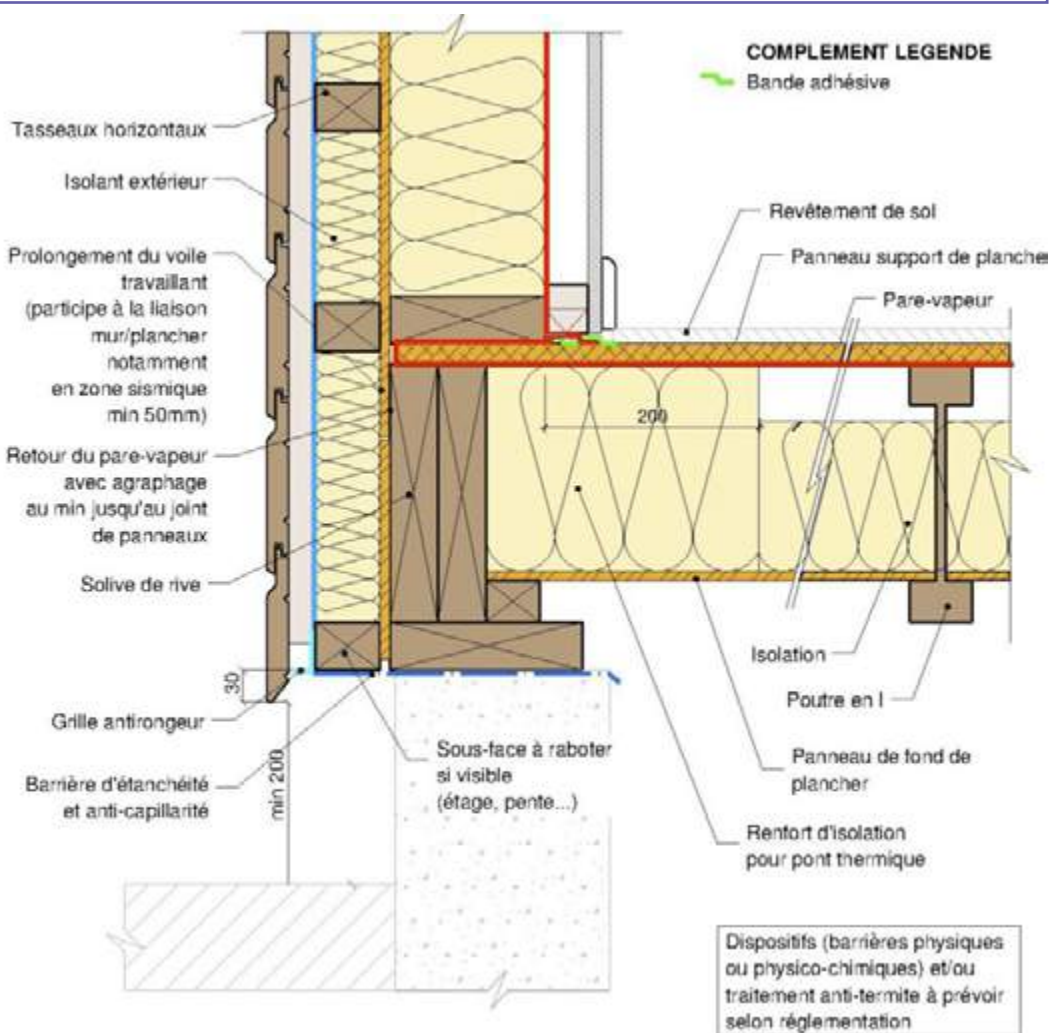 COMPLEMENT LEGENDE
Bande adhésive
Tasseaux horizontaux
Isolant extérieur
Prolongement du voile
travaillant
(participe à la liaison
mur/plancher
notamment
en zone sismique
min 50mm)
Retour du pare-vapeur
avec agraphage
au min jusqu'au joint
de panneaux
Solive de rive
30
Grille antirongeur
Barrière d'étanchéité
et anti-capillarité
min 200
Sous-face à raboter
si visible
(étage, pente...)
Revêtement de sol
Panneau support de plancher
Pare-vapeur
200
Isolation
Poutre en I
Panneau de fond de
plancher
Renfort d'isolation
pour pont thermique
Dispositifs (barrières physiques
ou physico-chimiques) et/ou
traitement anti-termite à prévoir
selon réglementation